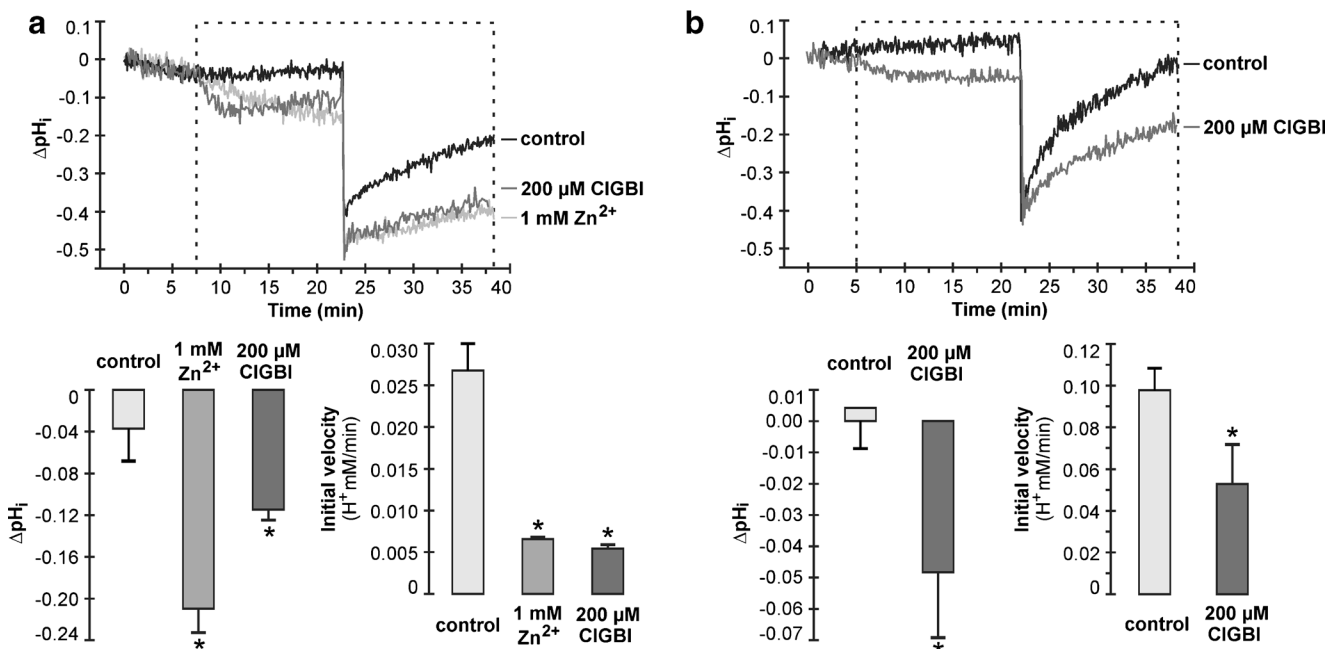 a
0.1
0
-0.1
-0.2
-0.3
-0.4
-0.5
ΔpHi
0 5 10 15 20 25 30 35 40
Time (min)
control
200 µM ClGBI
1 mM Zn2+
b
0.10
0.1
0
-0.1
-0.2
-0.3
-0.4
-0.5
ΔpHi
0 5 10 15 20 25 30 35 40
Time (min)
control
200 µM ClGBI
control
1 mM
Zn2+
200 µM
ClGBI
0
-0.04
-0.08
-0.12
-0.16
-0.20
-0.24
ΔpHi
*
*
0.030
0.025
0.020
0.015
0.010
0.005
0
Initial velocity
(H+ mM/min)
*
*
control
1 mM
Zn2+
200 µM
ClGBI
control
200 µM
ClGBI
0.01
0.00
-0.01
-0.02
-0.03
-0.04
-0.05
-0.06
-0.07
ΔpHi
*
0.12
0.10
0.08
0.06
0.04
0.02
0
Initial velocity
(H+ mM/min)
*
control
200 µM
ClGBI